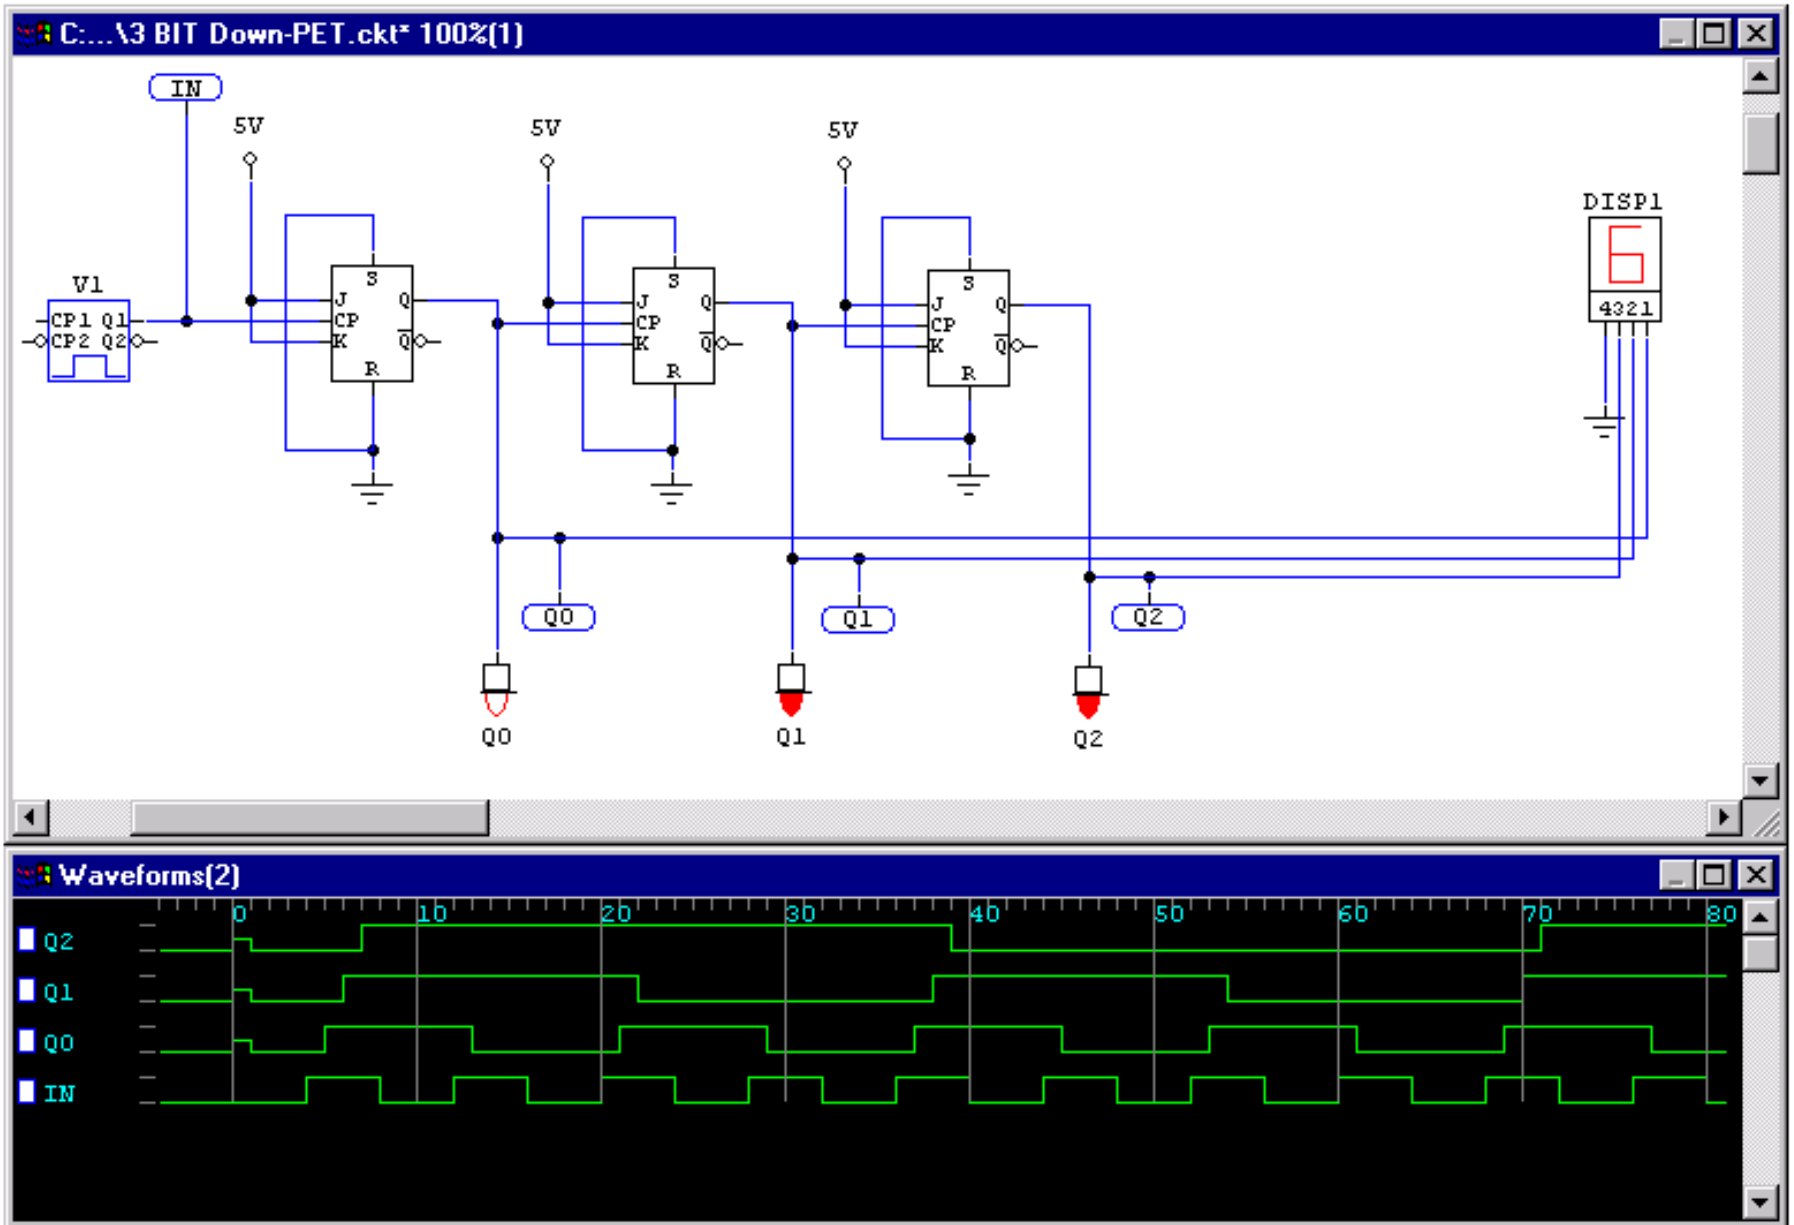 C:...\3 BIT Down-PET.ckt* 100%(1)
IN
5V
5V
5V
DISP1
6
4321
V1
CP1 Q1
CP2 Q2
S
J Q
CP
K Q̅
R
S
J Q
CP
K Q̅
R
S
J Q
CP
K Q̅
R
Q0
Q1
Q2
Q0
Q1
Q2
Waveforms(2)
0 10 20 30 40 50 60 70 80
Q2
Q1
Q0
IN